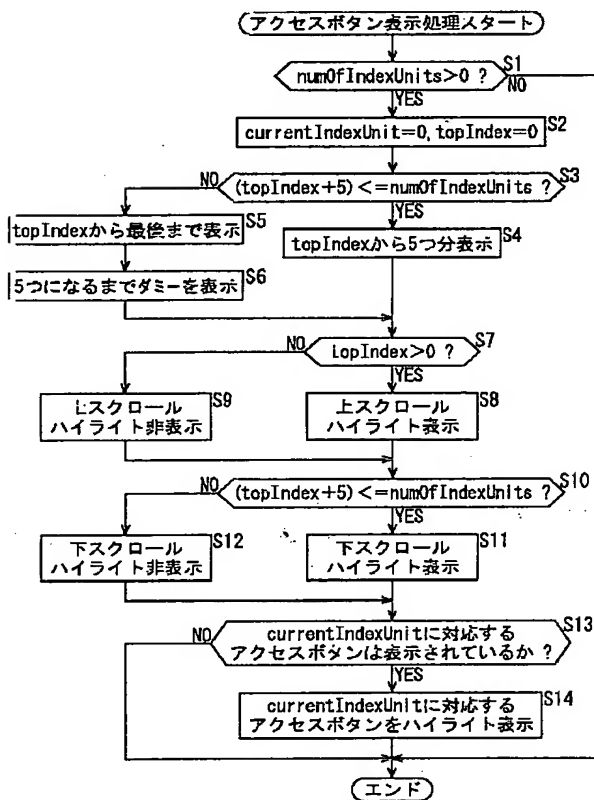 アクセスボタン表示処理スタート
numOfIndexUnits>0 ?
S1
NO
YES
currentIndexUnit=0, topIndex=0
S2
(topIndex+5) <=numOfIndexUnits ?
S3
NO
YES
topIndexから最後まで表示
S5
topIndexから5つ分表示
S4
5つになるまでダミーを表示
S6
topIndex>0 ?
S7
NO
YES
上スクロール
ハイライト非表示
S9
上スクロール
ハイライト表示
S8
(topIndex+5) <=numOfIndexUnits ?
S10
NO
YES
下スクロール
ハイライト非表示
S12
下スクロール
ハイライト表示
S11
currentIndexUnitに対応する
アクセスボタンは表示されているか ?
S13
NO
YES
currentIndexUnitに対応する
アクセスボタンをハイライト表示
S14
エンド